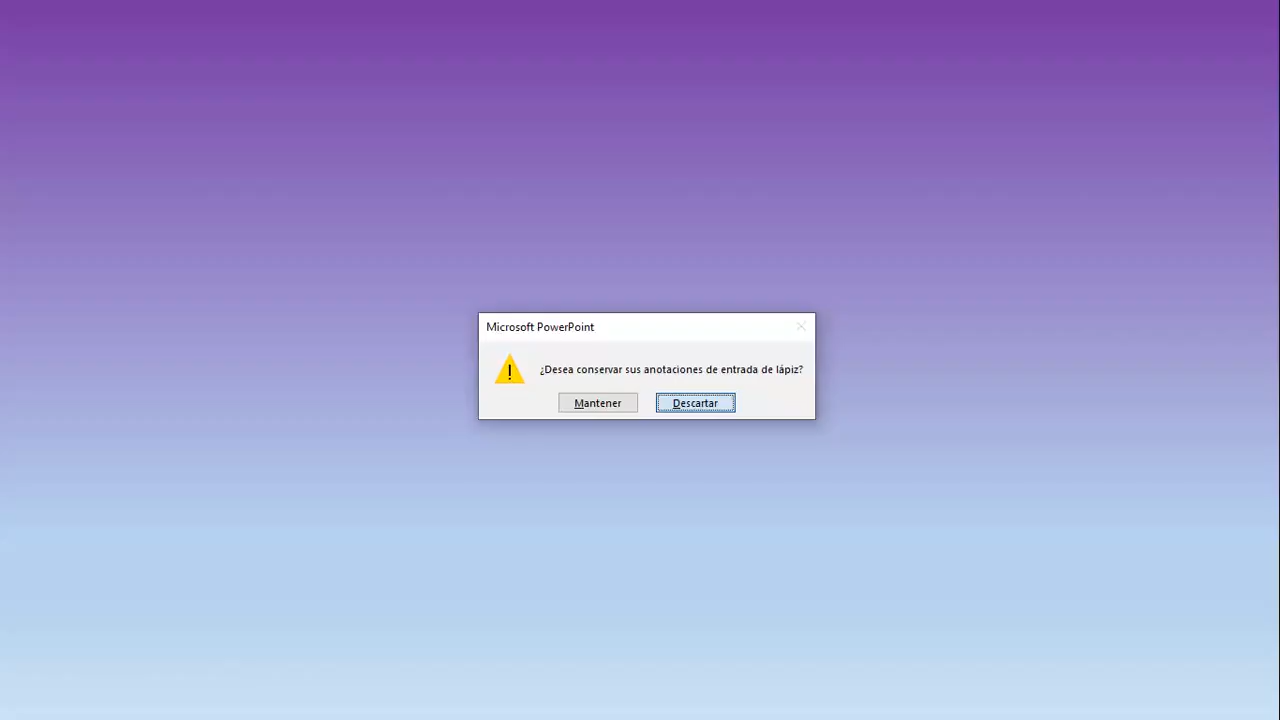 Microsoft PowerPoint
¿Desea conservar sus anotaciones de entrada de lápiz?
Mantener
Descartar